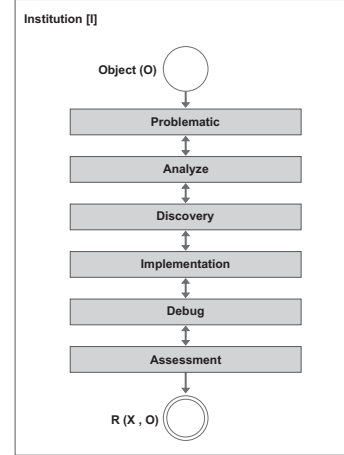 Institution [I]
Object (O)
Problematic
Analyze
Discovery
Implementation
Debug
Assessment
R (X , O)